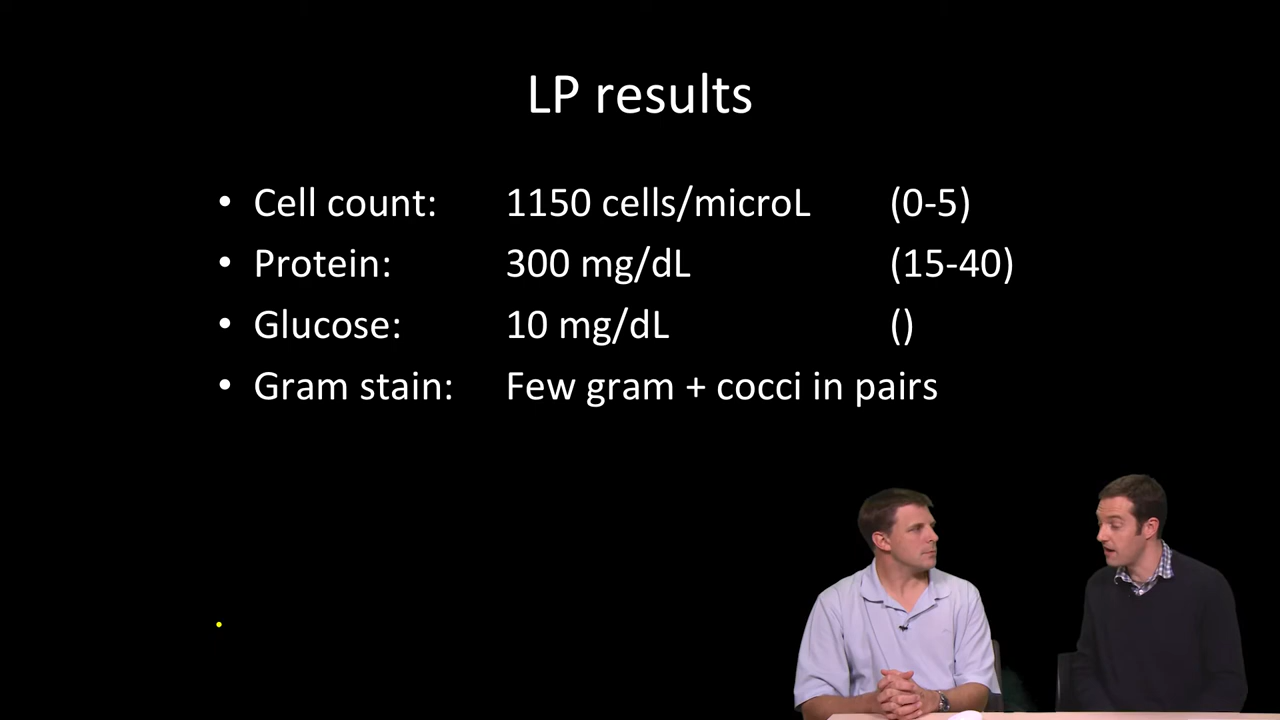 LP results
• Cell count: 1150 cells/microL (0-5)
• Protein: 300 mg/dL (15-40)
• Glucose: 10 mg/dL ()
• Gram stain: Few gram + cocci in pairs